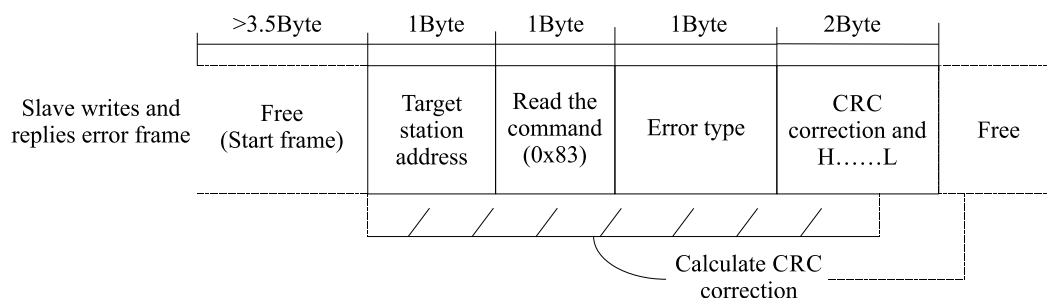 >3.5Byte 1Byte 1Byte 1Byte 2Byte
Slave writes and
replies error frame
Free
(Start frame)
Target
station
address
Read the
command
(0x83)
Error type
CRC
correction and
H……L
Free
Calculate CRC
correction